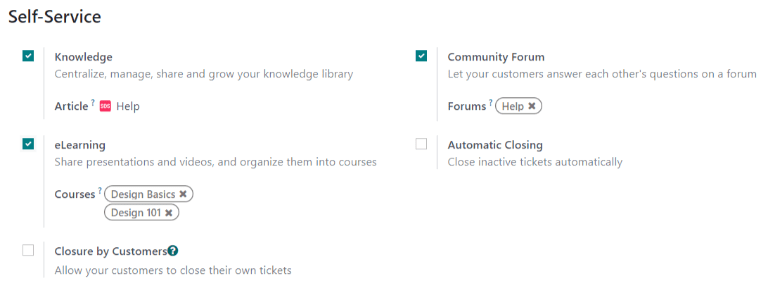 Self-Service
Knowledge
Centralize, manage, share and grow your knowledge library
Article ? SOS Help
Community Forum
Let your customers answer each other's questions on a forum
Forums ? Help ✖
eLearning
Share presentations and videos, and organize them into courses
Courses ? Design Basics ✖
Design 101 ✖
Automatic Closing
Close inactive tickets automatically
Closure by Customers ?
Allow your customers to close their own tickets